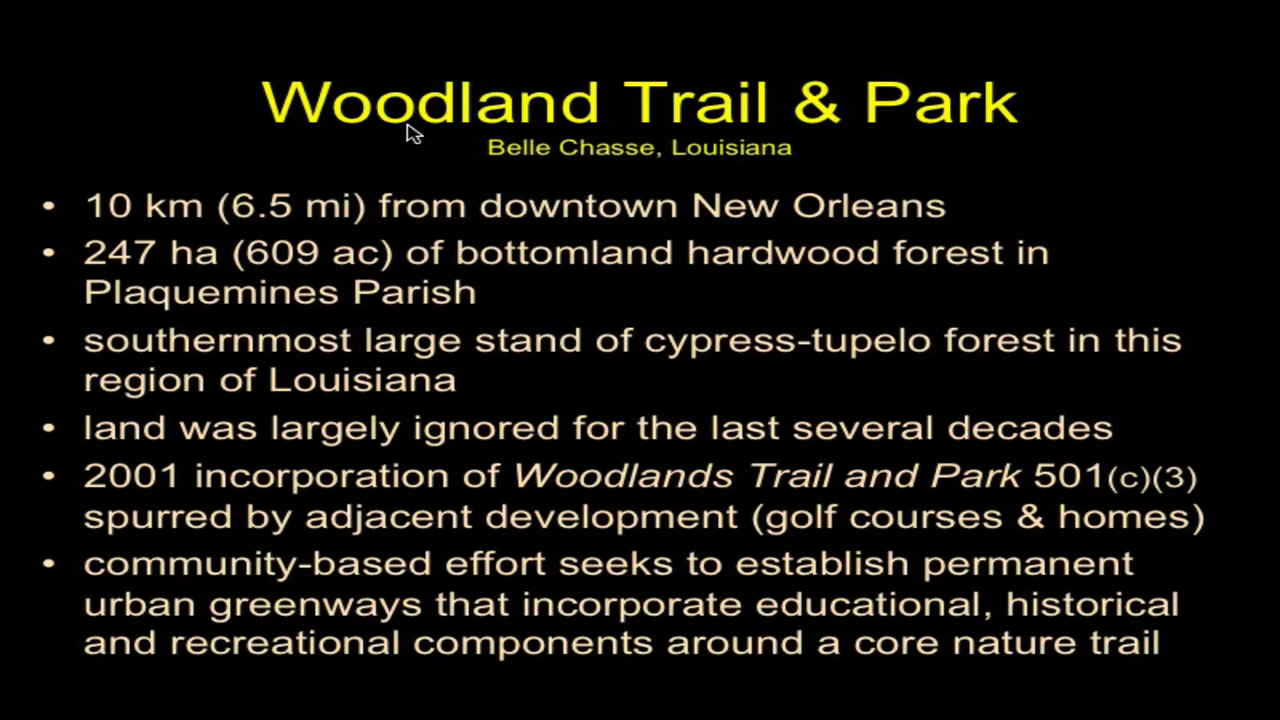 Woodland Trail & Park
Belle Chasse, Louisiana
• 10 km (6.5 mi) from downtown New Orleans
• 247 ha (609 ac) of bottomland hardwood forest in
Plaquemines Parish
• southernmost large stand of cypress-tupelo forest in this
region of Louisiana
• land was largely ignored for the last several decades
• 2001 incorporation of Woodlands Trail and Park 501(c)(3)
spurred by adjacent development (golf courses & homes)
• community-based effort seeks to establish permanent
urban greenways that incorporate educational, historical
and recreational components around a core nature trail